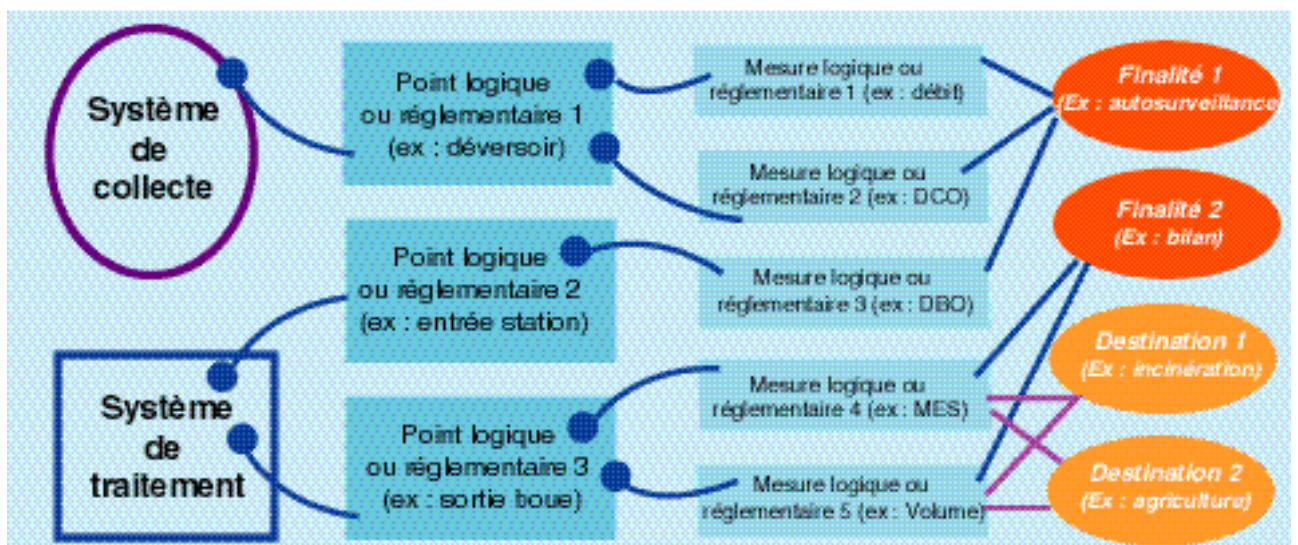 Système
de
collecte
Système
de
traitement
Point logique
ou réglementaire 1
(ex : déversoir)
Point logique
ou réglementaire 2
(ex : entrée station)
Point logique
ou réglementaire 3
(ex : sortie boue)
Mesure logique ou
réglementaire 1 (ex : débit)
Mesure logique ou
réglementaire 2 (ex : DCO)
Mesure logique ou
réglementaire 3 (ex : DBO)
Mesure logique ou
réglementaire 4 (ex : MES)
Mesure logique ou
réglementaire 5 (ex : Volume)
Finalité 1
(Ex : autosurveillance
Finalité 2
(Ex : bilan)
Destination 1
(Ex : incinération)
Destination 2
(Ex : agriculture)